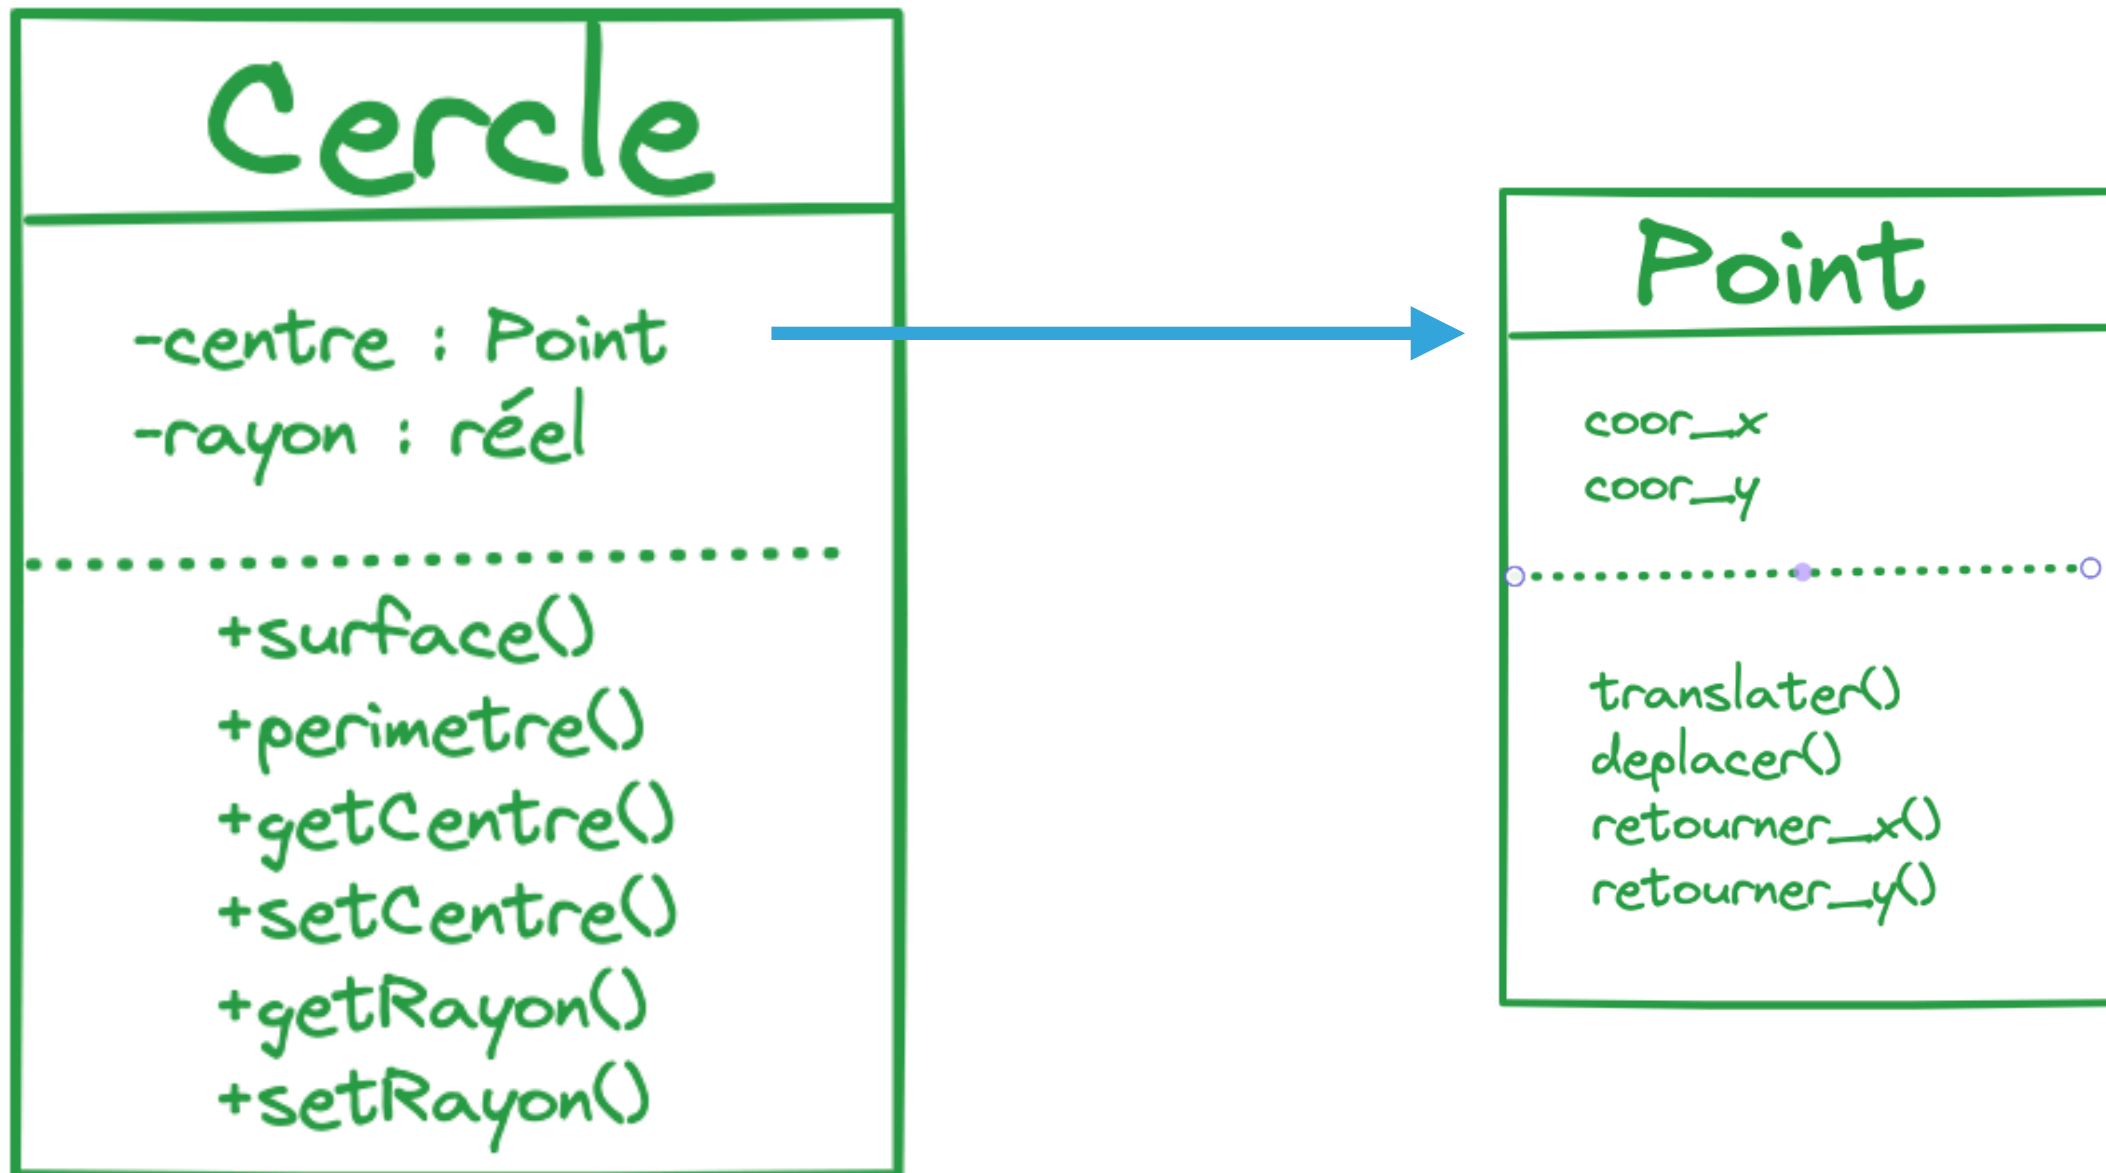 Cercle
-centre : Point
-rayon : réel
+surface()
+perimetre()
+getCentre()
+setCentre()
+getRayon()
+setRayon()
Point
coor_x
coor_y
translater()
deplacer()
retourner_x()
retourner_y()